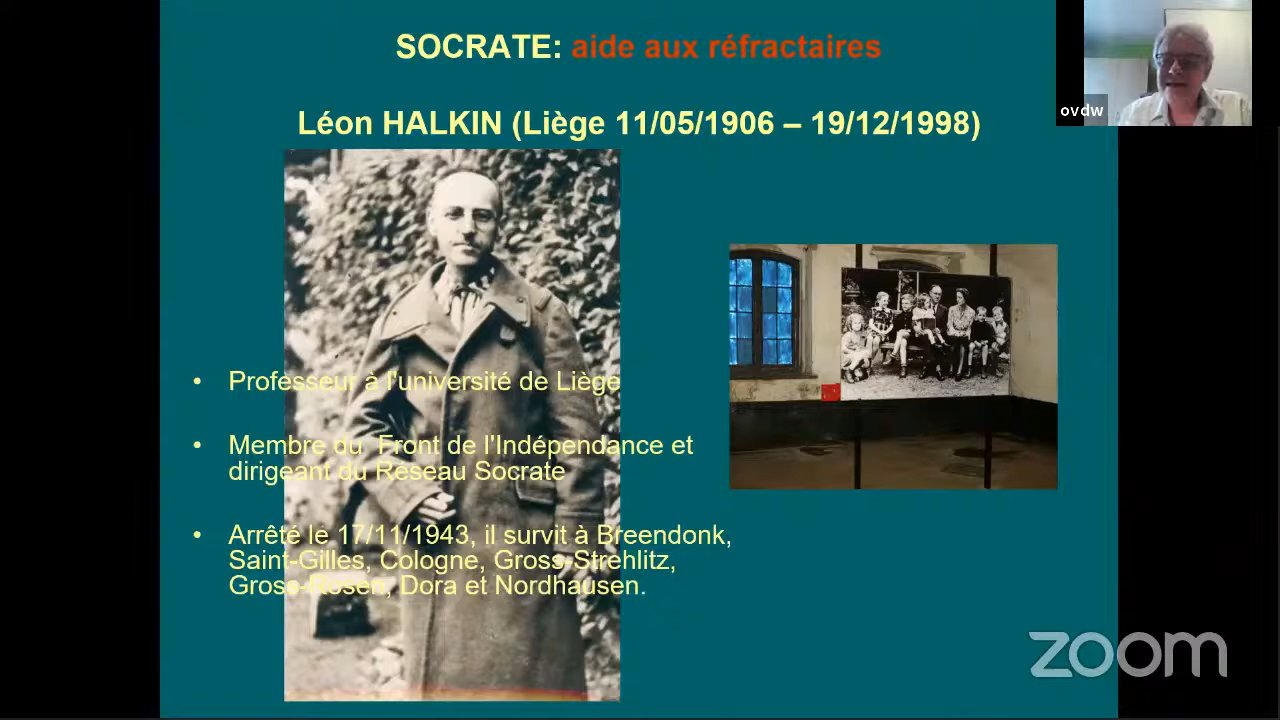 SOCRATE: aide aux réfractaires
Léon HALKIN (Liège 11/05/1906 – 19/12/1998)
ovdw
• Professeur à l'université de Liège
• Membre du Front de l'Indépendance et
dirigeant du Réseau Socrate
• Arrêté le 17/11/1943, il survit à Breendonk,
Saint-Gilles, Cologne, Gross-Strehlitz,
Gross-Rosen, Dora et Nordhausen.
zoom